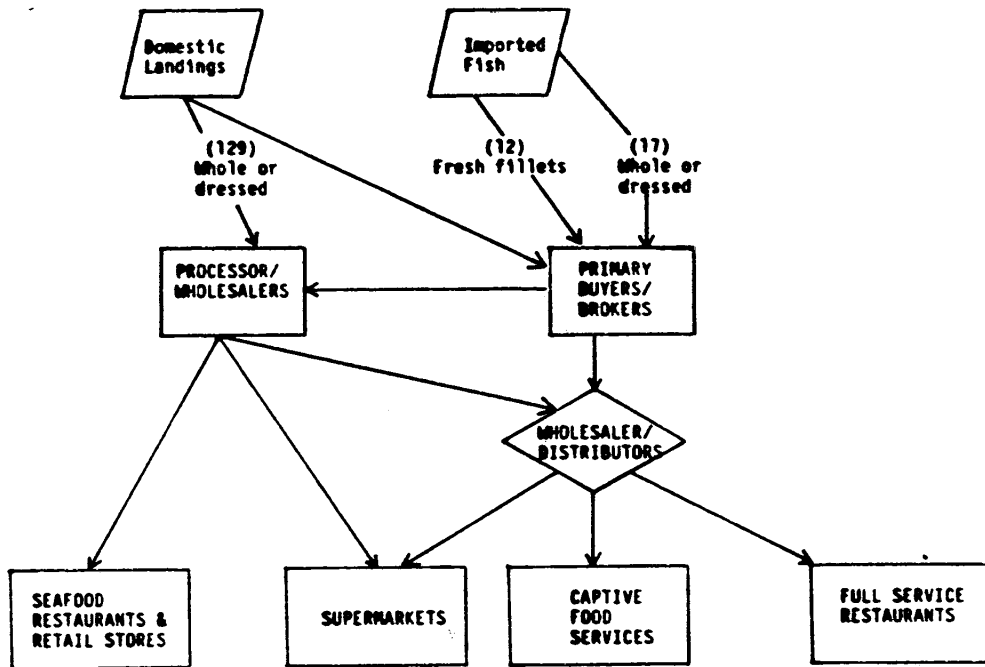 Domestic
Landings
Imported
Fish
(129)
Whole or
dressed
(12)
Fresh fillets
(17)
Whole or
dressed
PROCESSOR/
WHOLESALERS
PRIMARY
BUYERS/
BROKERS
WHOLESALER/
DISTRIBUTORS
SEAFOOD
RESTAURANTS &
RETAIL STORES
SUPERMARKETS
CAPTIVE
FOOD
SERVICES
FULL SERVICE
RESTAURANTS